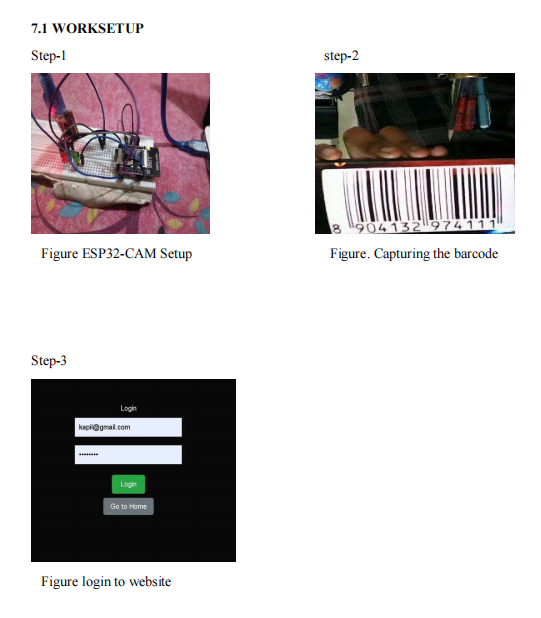 7.1 WORKSETUP
Step-1
step-2
8 904132 974111
Figure ESP32-CAM Setup
Figure. Capturing the barcode
Step-3
Login
kapil@gmail.com
••••••••
Login
Go to Home
Figure login to website